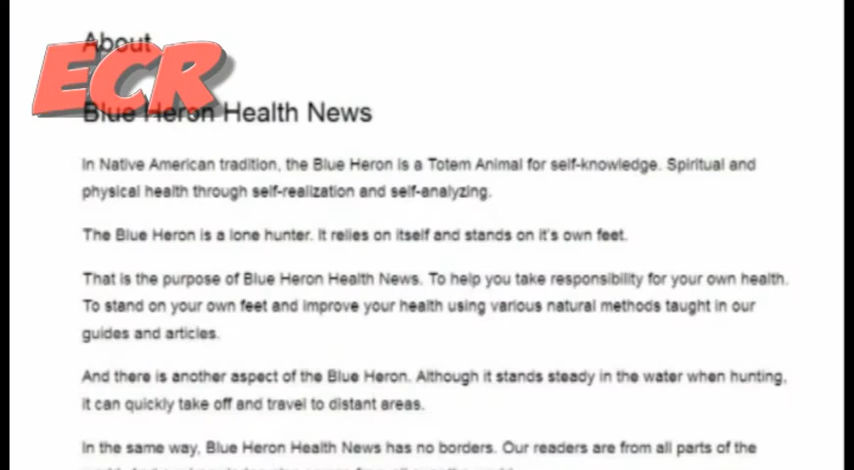 About
ECR
Blue Heron Health News
In Native American tradition, the Blue Heron is a Totem Animal for self-knowledge. Spiritual and
physical health through self-realization and self-analyzing.
The Blue Heron is a lone hunter. It relies on itself and stands on it's own feet.
That is the purpose of Blue Heron Health News. To help you take responsibility for your own health.
To stand on your own feet and improve your health using various natural methods taught in our
guides and articles.
And there is another aspect of the Blue Heron. Although it stands steady in the water when hunting,
it can quickly take off and travel to distant areas.
In the same way, Blue Heron Health News has no borders. Our readers are from all parts of the